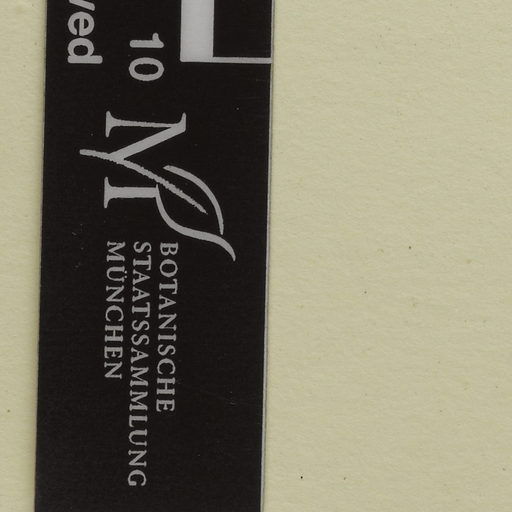 10
ved
BOTANISCHE
STAATSSAMMLUNG
MÜNCHEN